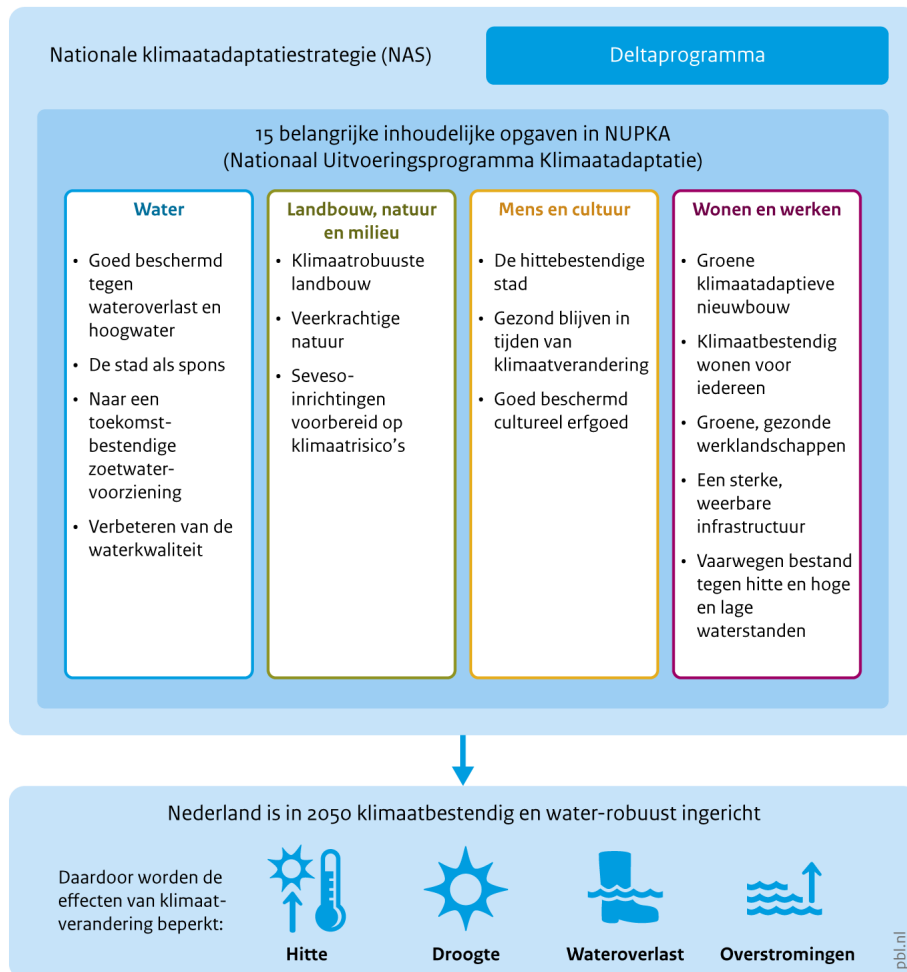 Nationale klimaatadaptatiestrategie (NAS)
Deltaprogramma
15 belangrijke inhoudelijke opgaven in NUPKA
(Nationaal Uitvoeringsprogramma Klimaatadaptatie)
Water
• Goed beschermd
tegen
wateroverlast en
hoogwater
• De stad als spons
• Naar een
toekomst-
bestendige
zoetwater-
voorziening
• Verbeteren van de
waterkwaliteit
Landbouw, natuur
en milieu
• Klimaatrobuuste
landbouw
• Veerkrachtige
natuur
• Seveso-
inrichtingen
voorbereid op
klimaatrisico's
Mens en cultuur
• De hittebestendige
stad
• Gezond blijven in
tijden van
klimaatverandering
• Goed beschermd
cultureel erfgoed
Wonen en werken
• Groene
klimaatadaptieve
nieuwbouw
• Klimaatbestendig
wonen voor
iedereen
• Groene, gezonde
werklandschappen
• Een sterke,
weerbare
infrastructuur
• Vaarwegen bestand
tegen hitte en hoge
en lage
waterstanden
Nederland is in 2050 klimaatbestendig en water-robuust ingericht
Daardoor worden de
effecten van klimaat-
verandering beperkt:
Hitte
Droogte
Wateroverlast
Overstromingen
pbl.nl